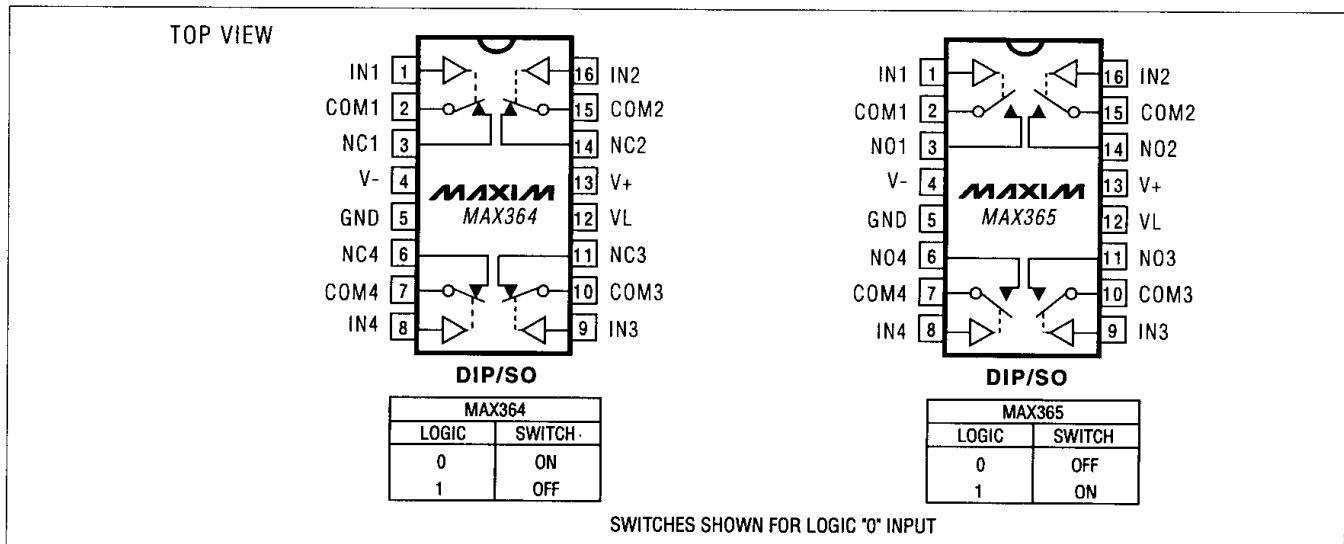 TOP VIEW
IN1 1
COM1 2
NC1 3
V- 4
GND 5
NC4 6
COM4 7
IN4 8
16 IN2
15 COM2
14 NC2
13 V+
12 VL
11 NC3
10 COM3
9 IN3
MAXIM
MAX364
DIP/SO
MAX364
LOGIC SWITCH
0 ON
1 OFF
IN1 1
COM1 2
NO1 3
V- 4
GND 5
NO4 6
COM4 7
IN4 8
16 IN2
15 COM2
14 NO2
13 V+
12 VL
11 NO3
10 COM3
9 IN3
MAXIM
MAX365
DIP/SO
MAX365
LOGIC SWITCH
0 OFF
1 ON
SWITCHES SHOWN FOR LOGIC "0" INPUT